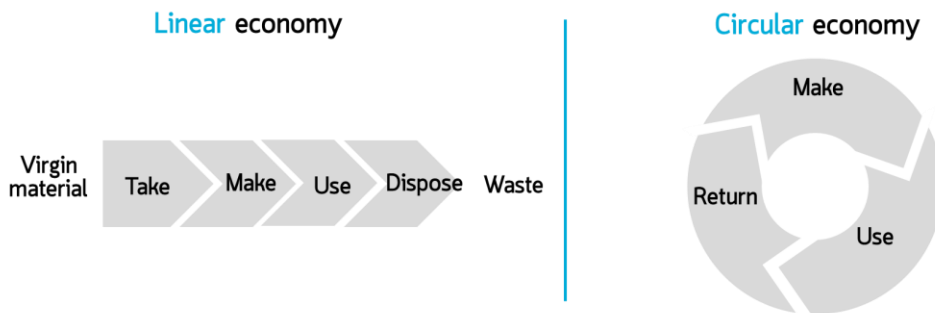 Linear economy
Virgin
material
Take
Make
Use
Dispose
Waste
Circular economy
Make
Use
Return